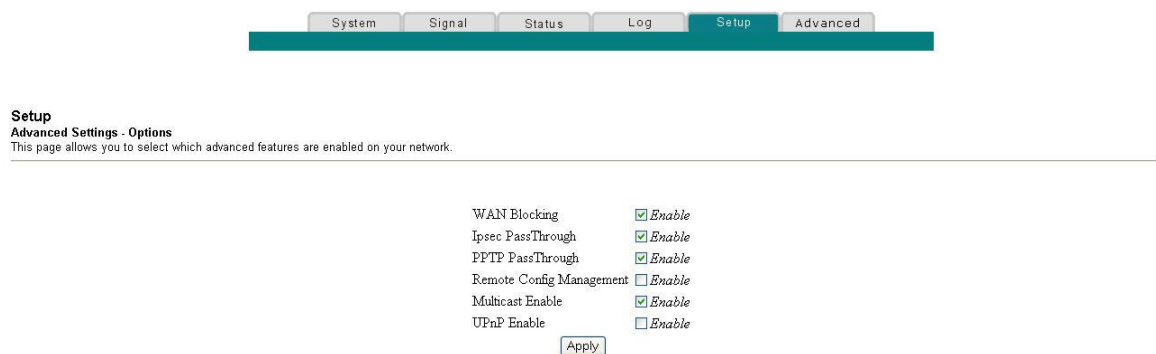 System Signal Status Log Setup Advanced
Setup
Advanced Settings - Options
This page allows you to select which advanced features are enabled on your network.
WAN Blocking Enable
Ipsec PassThrough Enable
PPTP PassThrough Enable
Remote Config Management Enable
Multicast Enable Enable
UPnP Enable Enable
Apply